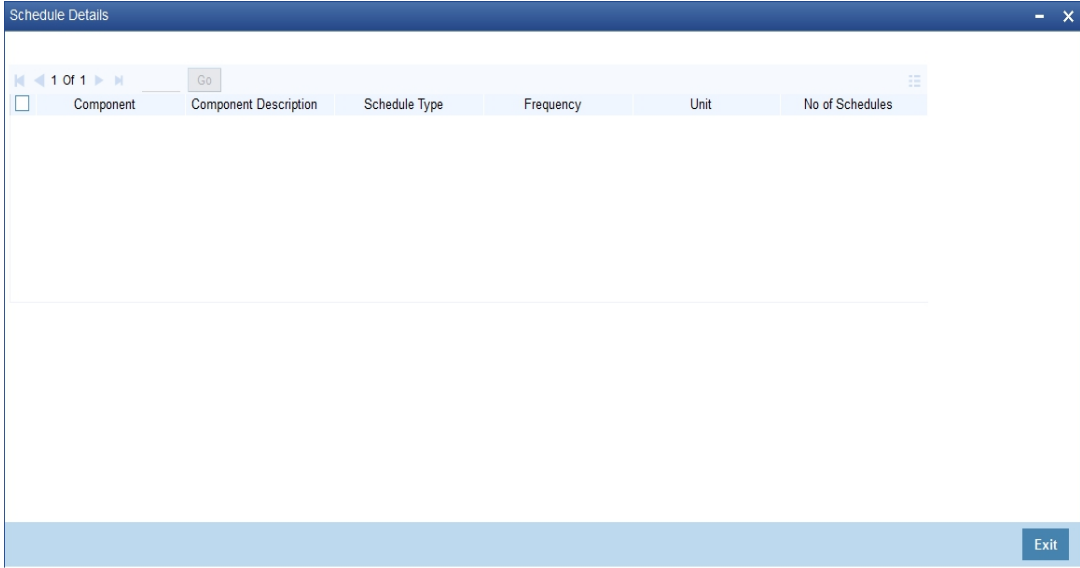 Schedule Details
1 Of 1 Go
Component Component Description Schedule Type Frequency Unit No of Schedules
Exit